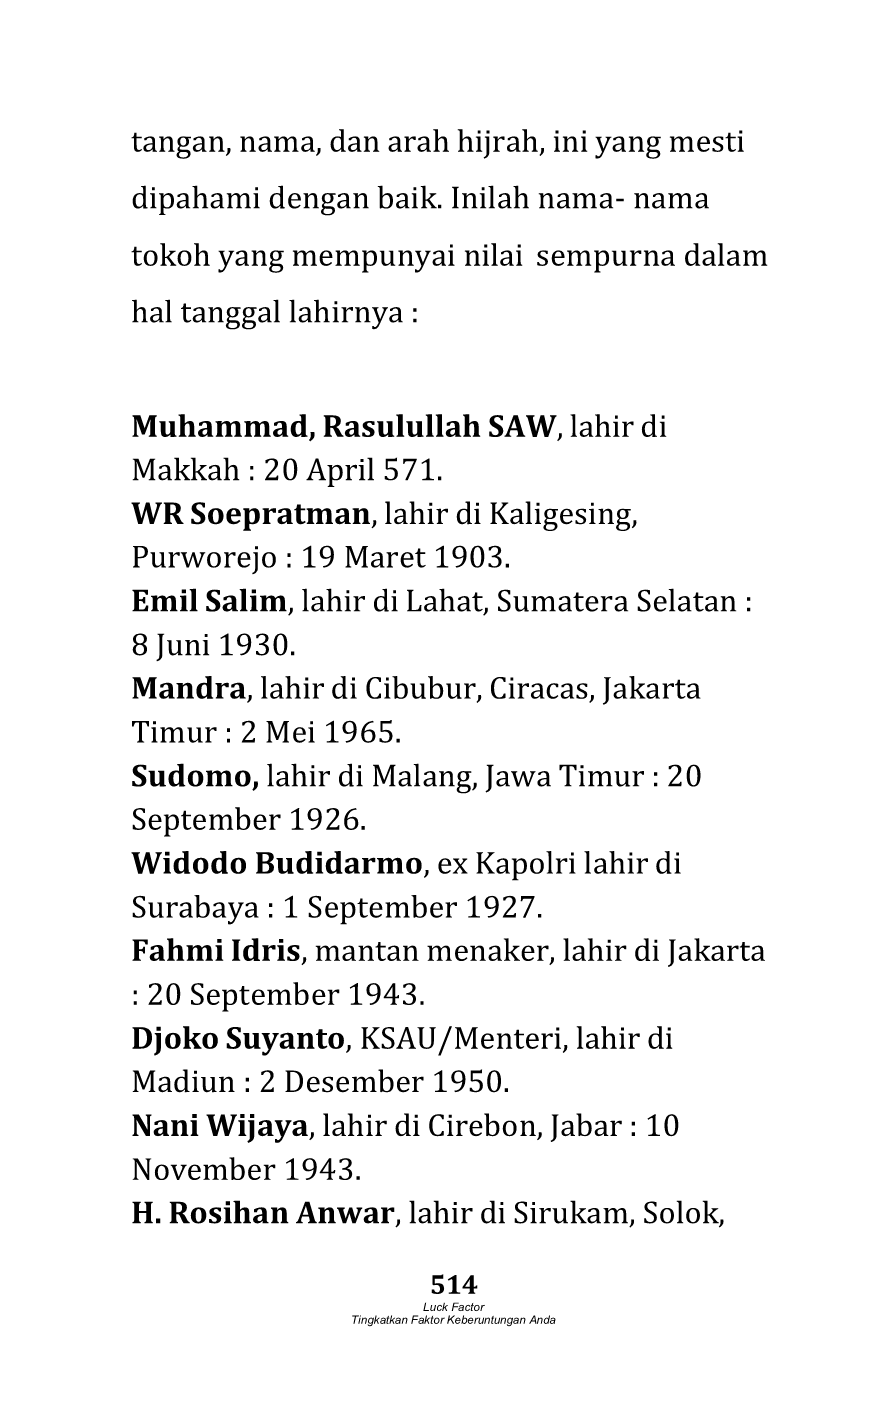 tangan, nama, dan arah hijrah, ini yang mesti
dipahami dengan baik. Inilah nama- nama
tokoh yang mempunyai nilai sempurna dalam
hal tanggal lahirnya :
Muhammad, Rasulullah SAW, lahir di
Makkah : 20 April 571.
WR Soepratman, lahir di Kaligesing,
Purworejo : 19 Maret 1903.
Emil Salim, lahir di Lahat, Sumatera Selatan :
8 Juni 1930.
Mandra, lahir di Cibubur, Ciracas, Jakarta
Timur : 2 Mei 1965.
Sudomo, lahir di Malang, Jawa Timur : 20
September 1926.
Widodo Budidarmo, ex Kapolri lahir di
Surabaya : 1 September 1927.
Fahmi Idris, mantan menaker, lahir di Jakarta
: 20 September 1943.
Djoko Suyanto, KSAU/Menteri, lahir di
Madiun : 2 Desember 1950.
Nani Wijaya, lahir di Cirebon, Jabar : 10
November 1943.
H. Rosihan Anwar, lahir di Sirukam, Solok,
514
Luck Factor
Tingkatkan Faktor Keberuntungan Anda